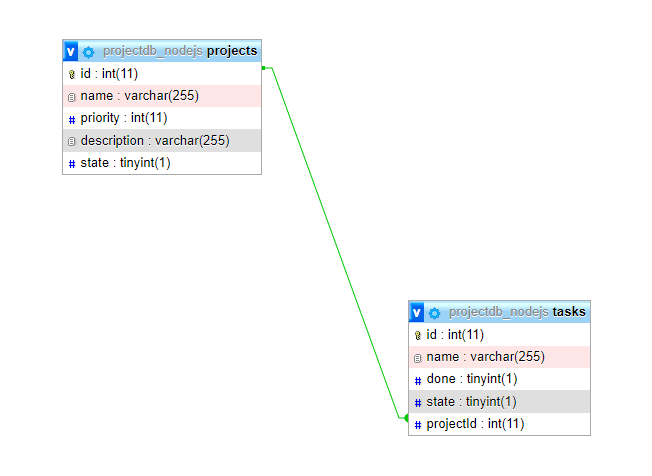 v projectdb_nodejs projects
id : int(11)
name : varchar(255)
# priority : int(11)
description : varchar(255)
# state : tinyint(1)
v projectdb_nodejs tasks
id : int(11)
name : varchar(255)
# done : tinyint(1)
# state : tinyint(1)
# projectId : int(11)